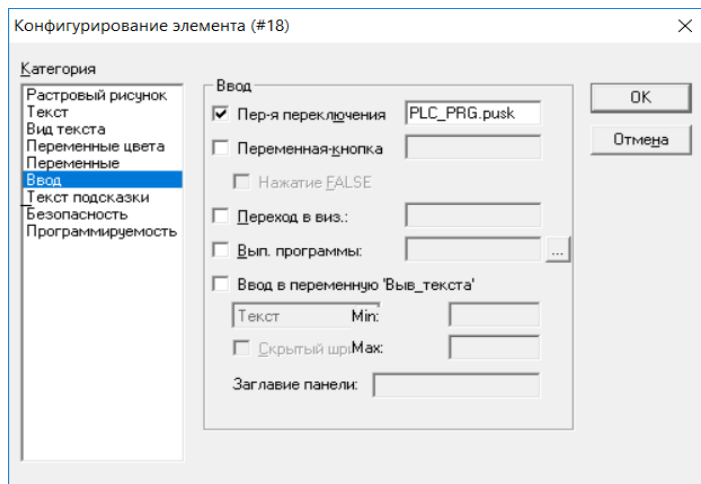 Конфигурирование элемента (#18)
Категория
Растровый рисунок
Текст
Вид текста
Переменные цвета
Переменные
Ввод
Текст подсказки
Безопасность
Программируемость
Ввод
Пер-я переключения PLC_PRG.pusk
Переменная-кнопка
Нажатие FALSE
Переход в виз.:
Вып. программы: ...
Ввод в переменную 'Выв_текста'
Текст Min:
Скрытый шри Max:
Заглавие панели:
OK
Отмена